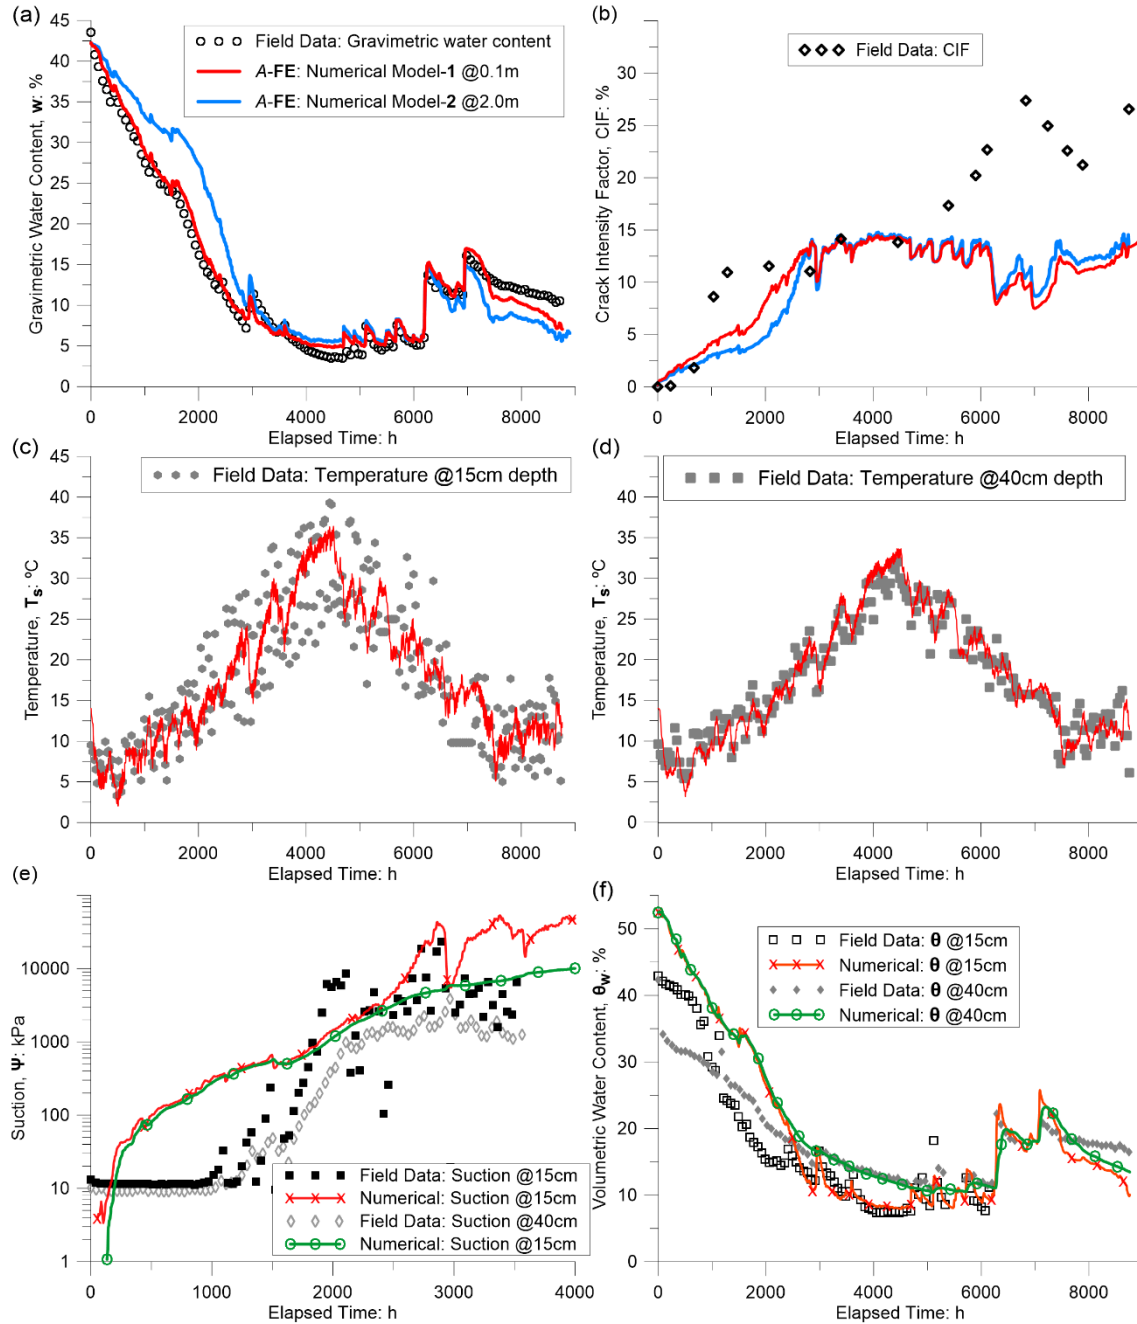 (a)
45
40
35
30
25
20
15
10
5
0
Gravimetric Water Content, w: %
Field Data: Gravimetric water content
A-FE: Numerical Model-1 @0.1m
A-FE: Numerical Model-2 @2.0m
0 2000 4000 6000 8000
Elapsed Time: h
(b)
30
25
20
15
10
5
0
Crack Intensity Factor, CIF: %
Field Data: CIF
0 2000 4000 6000 8000
Elapsed Time: h
(c)
45
40
35
30
25
20
15
10
5
0
Temperature, Ts: ºC
Field Data: Temperature @15cm depth
0 2000 4000 6000 8000
Elapsed Time: h
(d)
45
40
35
30
25
20
15
10
5
0
Temperature, Ts: ºC
Field Data: Temperature @40cm depth
0 2000 4000 6000 8000
Elapsed Time: h
(e)
10000
1000
100
10
1
Suction, Ψ: kPa
Field Data: Suction @15cm
Numerical: Suction @15cm
Field Data: Suction @40cm
Numerical: Suction @15cm
0 1000 2000 3000 4000
Elapsed Time: h
(f)
50
40
30
20
10
0
Volumetric Water Content, θw: %
Field Data: θ @15cm
Numerical: θ @15cm
Field Data: θ @40cm
Numerical: θ @40cm
0 2000 4000 6000 8000
Elapsed Time: h